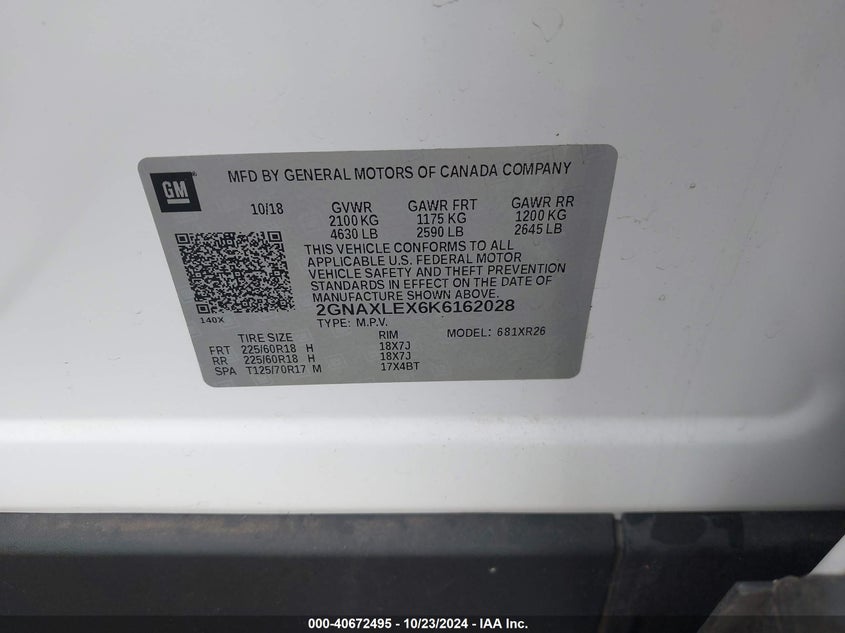 GM
MFD BY GENERAL MOTORS OF CANADA COMPANY
10/18 GVWR GAWR FRT GAWR RR
2100 KG 1175 KG 1200 KG
4630 LB 2590 LB 2645 LB
THIS VEHICLE CONFORMS TO ALL
APPLICABLE U.S. FEDERAL MOTOR
VEHICLE SAFETY AND THEFT PREVENTION
STANDARDS IN EFFECT ON THE DATE OF
MANUFACTURE SHOWN ABOVE.
140X
2GNAXLEX6K6162028
TYPE: M.P.V. MODEL: 681XR26
TIRE SIZE RIM
FRT 225/60R18 H 18X7J
RR 225/60R18 H 18X7J
SPA T125/70R17 M 17X4BT
000-40672495 - 10/23/2024 - IAA Inc.